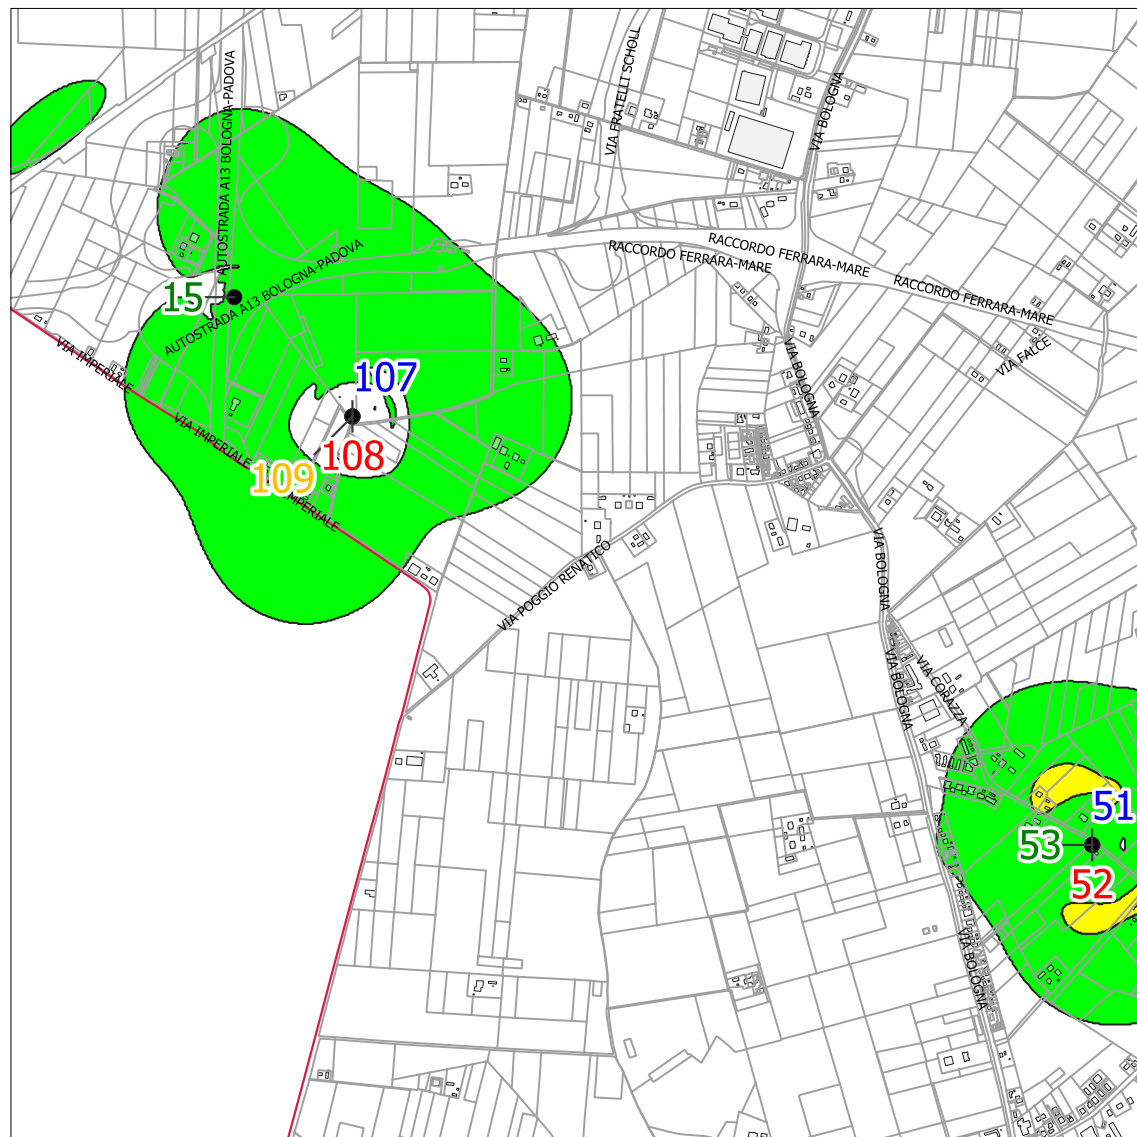 VIA FRATELLI SCHOLL
VIA BOLOGNA
AUTOSTRADA A13 BOLOGNA-PADOVA
RACCORDO FERRARA-MARE
RACCORDO FERRARA-MARE
RACCORDO FERRARA-MARE
AUTOSTRADA A13 BOLOGNA-PADOVA
15
VIA IMPERIALE
VIA FALCE
VIA BOLOGNA
107
VIA IMPERIALE
108
109
IMPERIALE
VIA POGGIO RENATICO
VIA BOLOGNA
VIA BOLOGNA
VIA CORAZZA
51
53
52
VIA BOLOGNA